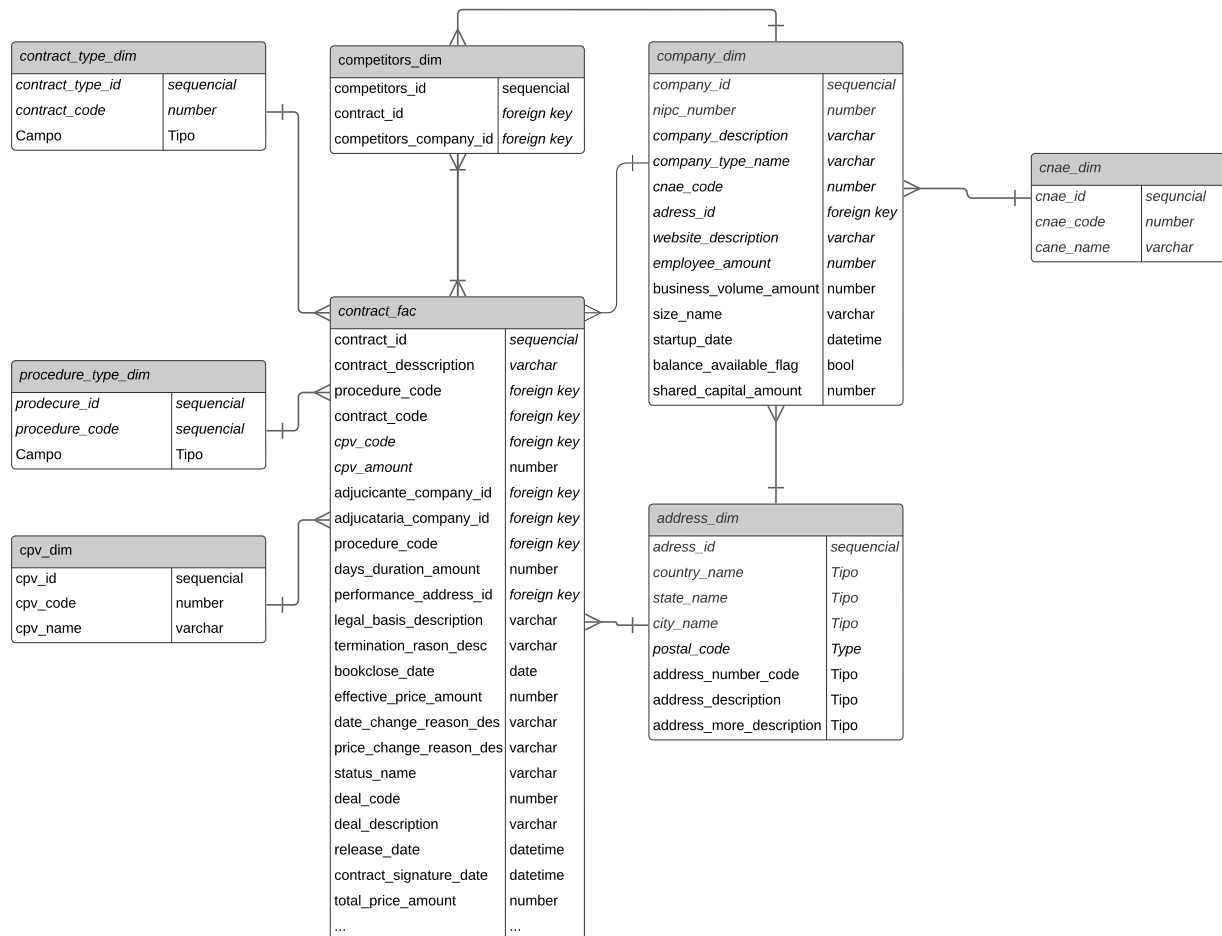 contract_type_dim
contract_type_id sequencial
contract_code number
Campo Tipo
competitors_dim
competitors_id sequencial
contract_id foreign key
competitors_company_id foreign key
company_dim
company_id sequencial
nipc_number number
company_description varchar
company_type_name varchar
cnae_code number
adress_id foreign key
website_description varchar
employee_amount number
business_volume_amount number
size_name varchar
startup_date datetime
balance_available_flag bool
shared_capital_amount number
cnae_dim
cnae_id sequncial
cnae_code number
cane_name varchar
contract_fac
contract_id sequencial
contract_desscription varchar
procedure_code foreign key
contract_code foreign key
cpv_code foreign key
cpv_amount number
adjucicante_company_id foreign key
adjucataria_company_id foreign key
procedure_code foreign key
days_duration_amount number
performance_address_id foreign key
legal_basis_description varchar
termination_rason_desc varchar
bookclose_date date
effective_price_amount number
date_change_reason_des varchar
price_change_reason_des varchar
status_name varchar
deal_code number
deal_description varchar
release_date datetime
contract_signature_date datetime
total_price_amount number
... ...
procedure_type_dim
prodecure_id sequencial
procedure_code sequencial
Campo Tipo
cpv_dim
cpv_id sequencial
cpv_code number
cpv_name varchar
address_dim
adress_id sequencial
country_name Tipo
state_name Tipo
city_name Tipo
postal_code Type
address_number_code Tipo
address_description Tipo
address_more_description Tipo